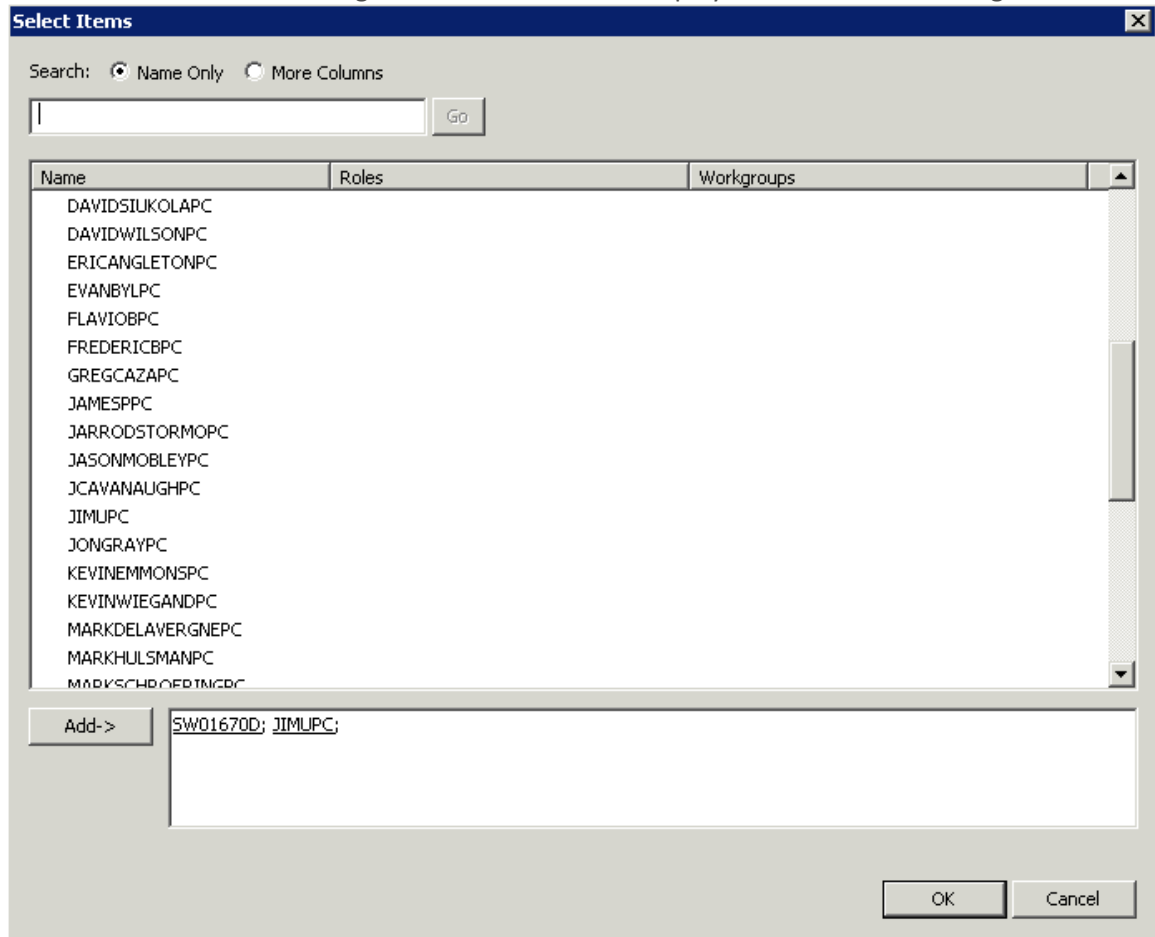 Select Items
Search: Name Only More Columns
Go
Name Roles Workgroups
DAVIDSIUKOLAPC
DAVIDWILSONPC
ERICANGLETONPC
EVANBYLPC
FLAVIOBPC
FREDERICBPC
GREGCAZAPC
JAMESPPC
JARRODSTORMOPC
JASONMOBLEYPC
JCAVANAUGHPC
JIMUPC
JONGRAYPC
KEVINEMMONSPC
KEVINWIEGANDPC
MARKDELAVERGNEPC
MARKHULSMANPC
MARKSCHROERINGPC
Add-> SW01670D; JIMUPC;
OK Cancel